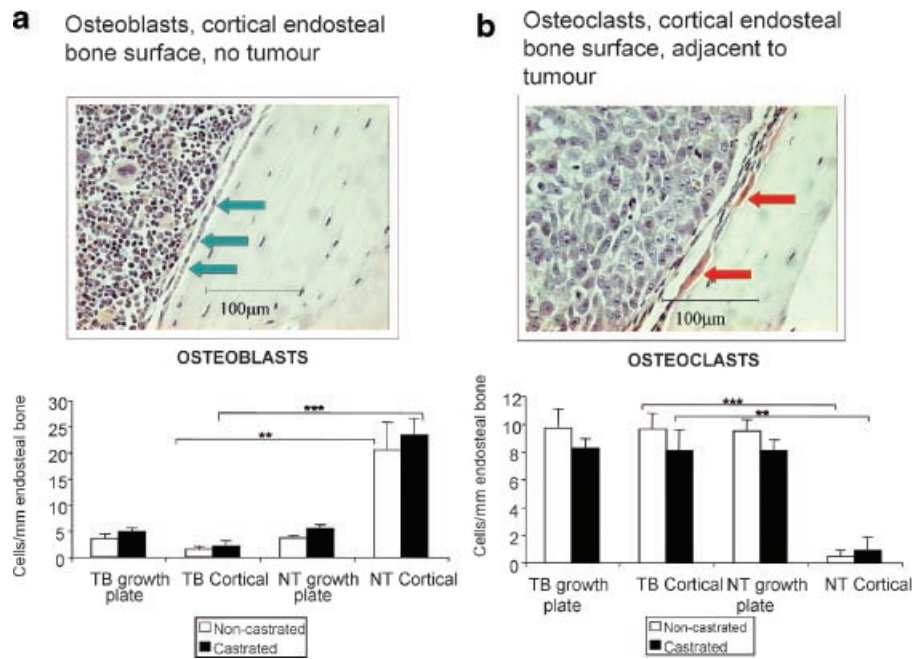 a
Osteoblasts, cortical endosteal
bone surface, no tumour
100μm
OSTEOBLASTS
Cells/mm endosteal bone
30
25
20
15
10
5
0
**
***
TB growth
plate
TB Cortical
NT growth
plate
NT Cortical
Non-castrated
Castrated
b
Osteoclasts, cortical endosteal
bone surface, adjacent to
tumour
100μm
OSTEOCLASTS
Cells/mm endosteal bone
12
10
8
6
4
2
0
***
**
TB growth
plate
TB Cortical
NT growth
plate
NT Cortical
Non-castrated
Castrated